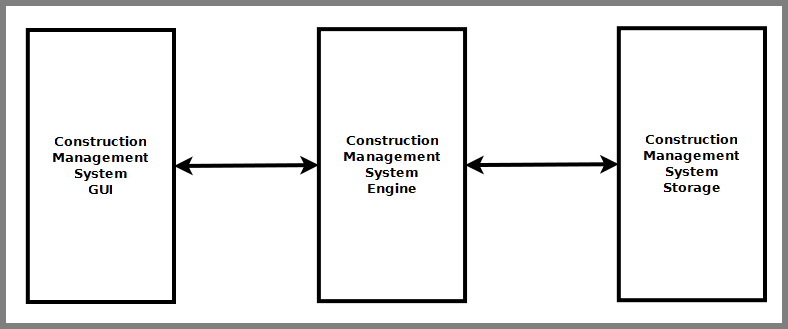 Construction
Management
System
GUI
Construction
Management
System
Engine
Construction
Management
System
Storage